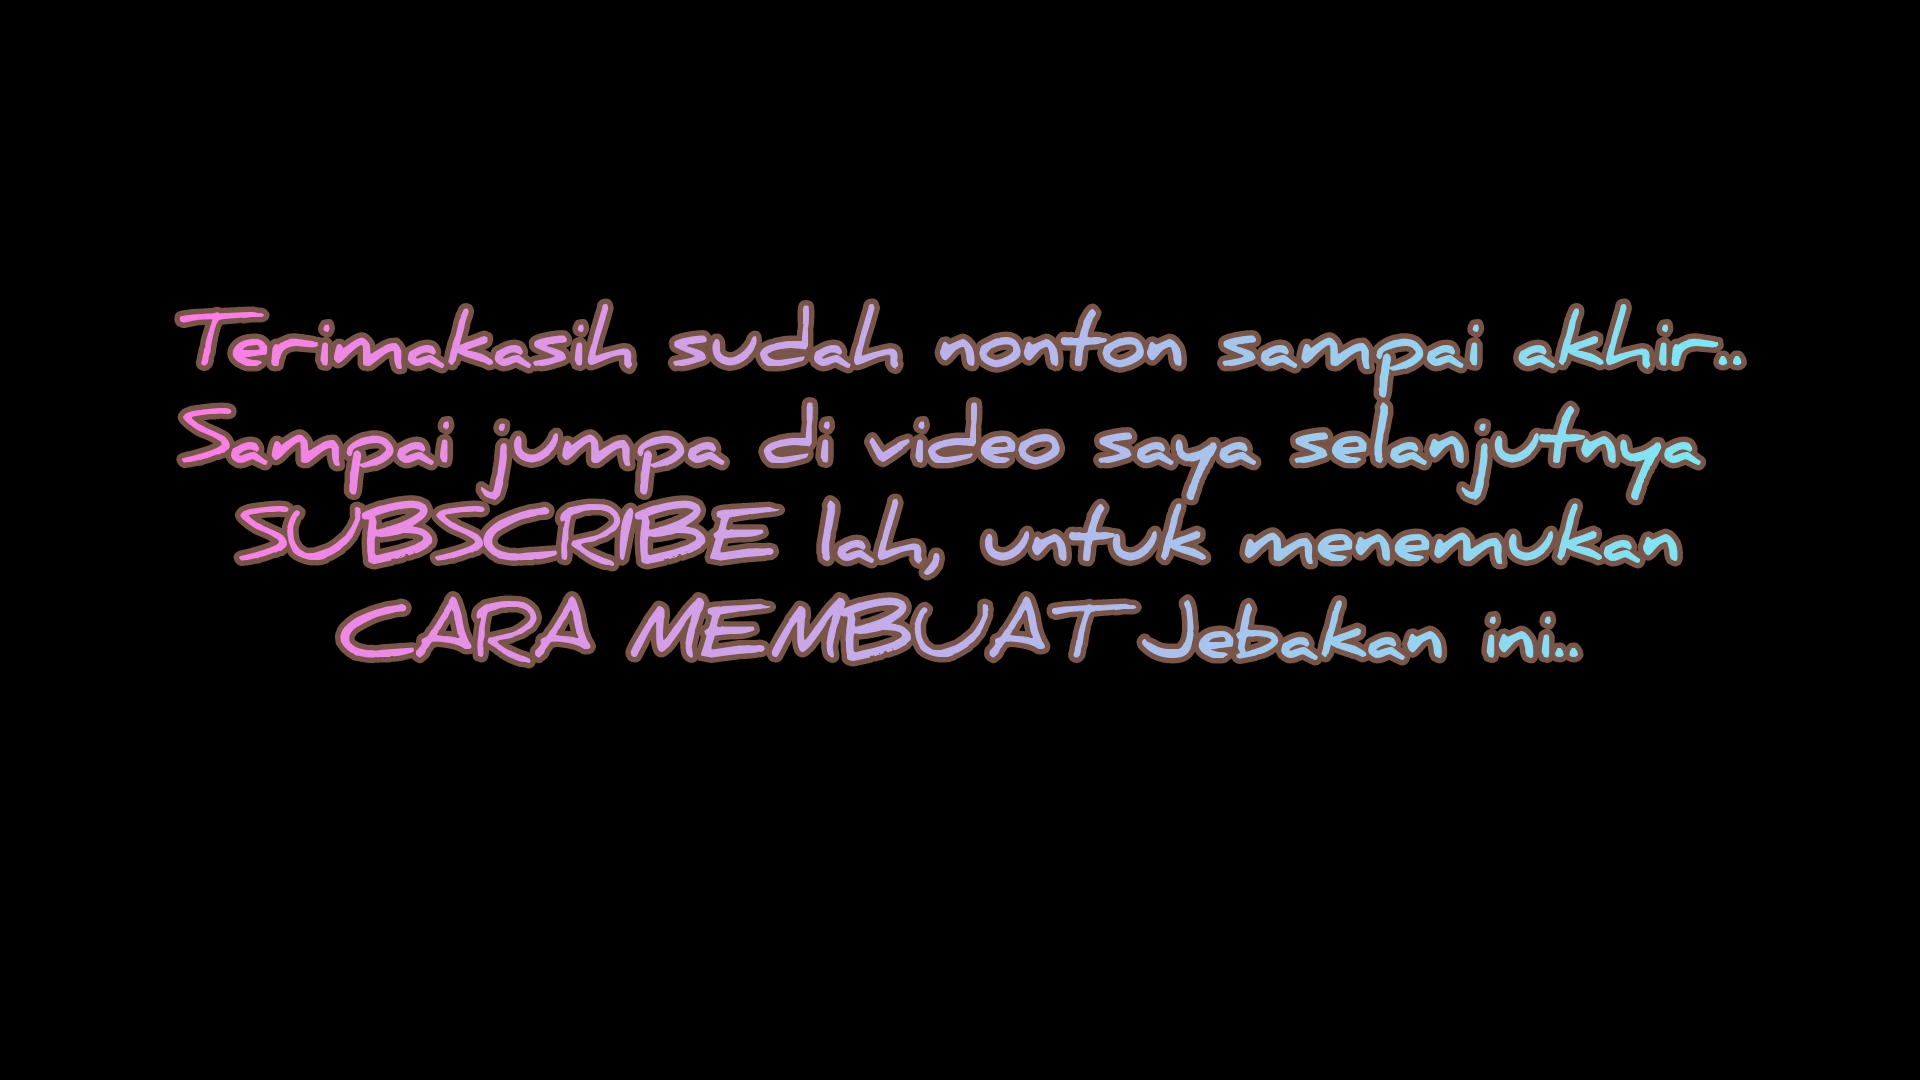 Terimakasih sudah nonton sampai akhir..
Sampai jumpa di video saya selanjutnya
SUBSCRIBE lah, untuk menemukan
CARA MEMBUAT Jebakan ini..